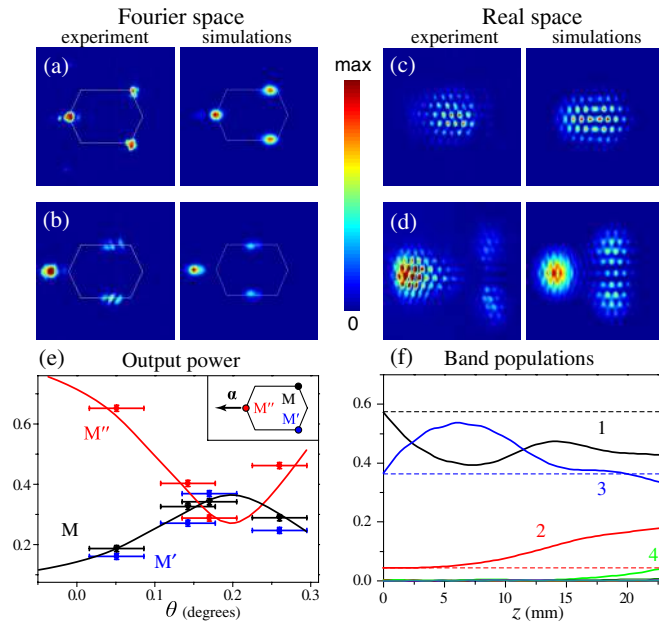 Fourier space
Real space
experiment simulations
experiment simulations
(a)
(c)
max
0
(b)
(d)
(e) Output power
0.6
0.4
0.2
M″
M
M′
α M″ M M′
0.0 0.1 0.2 0.3
θ (degrees)
(f) Band populations
0.6
0.4
0.2
0.0
1
3
2
4
0 5 10 15 20
z (mm)